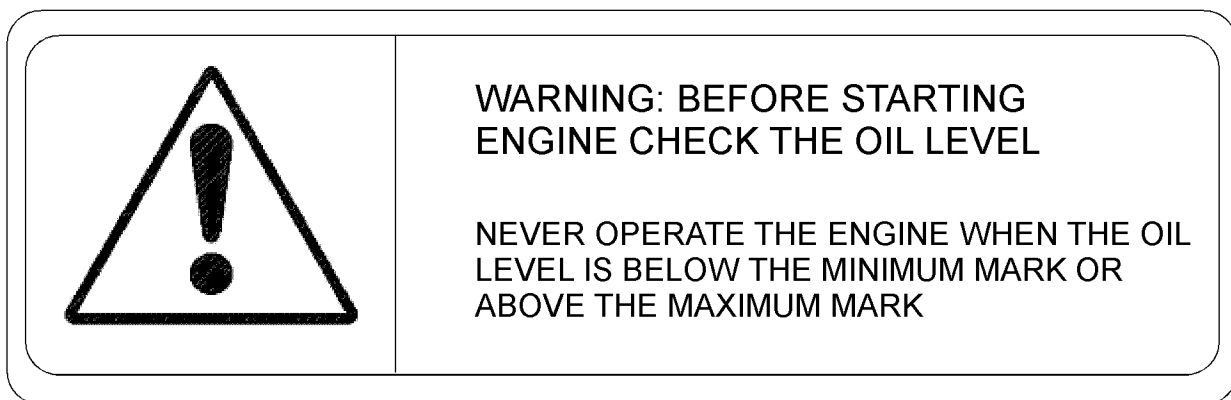 WARNING: BEFORE STARTING
ENGINE CHECK THE OIL LEVEL
NEVER OPERATE THE ENGINE WHEN THE OIL
LEVEL IS BELOW THE MINIMUM MARK OR
ABOVE THE MAXIMUM MARK